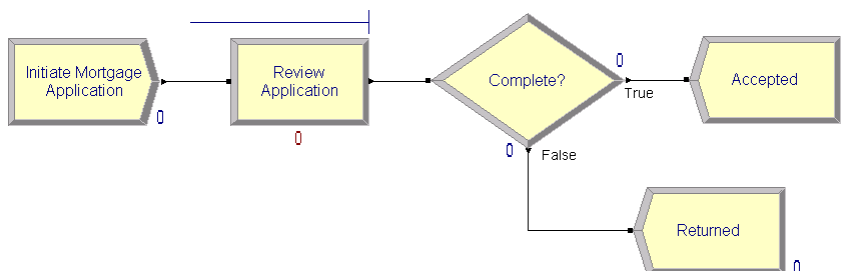 Initiate Mortgage
Application
0
Review
Application
0
Complete?
0
True
0
False
Accepted
Returned
0